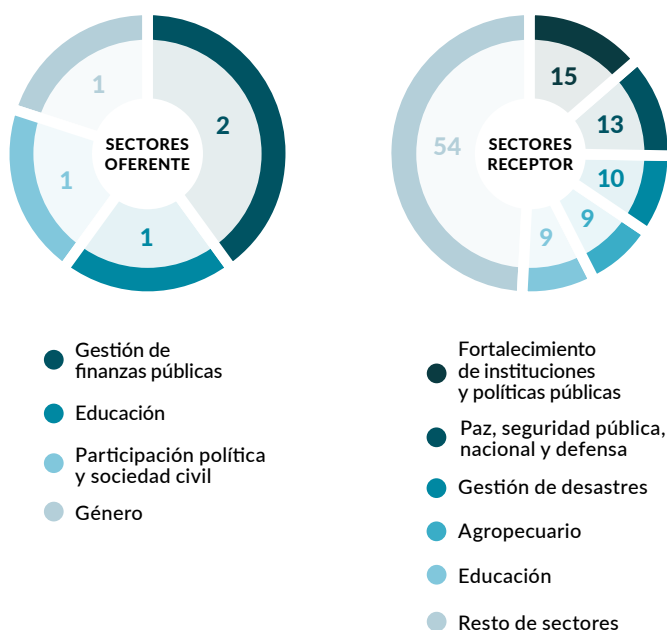 1
2
1
1
SECTORES
OFERENTE
Gestión de
finanzas públicas
Educación
Participación política
y sociedad civil
Género
15
13
10
9
9
54
SECTORES
RECEPTOR
Fortalecimiento
de instituciones
y políticas públicas
Paz, seguridad pública,
nacional y defensa
Gestión de desastres
Agropecuario
Educación
Resto de sectores